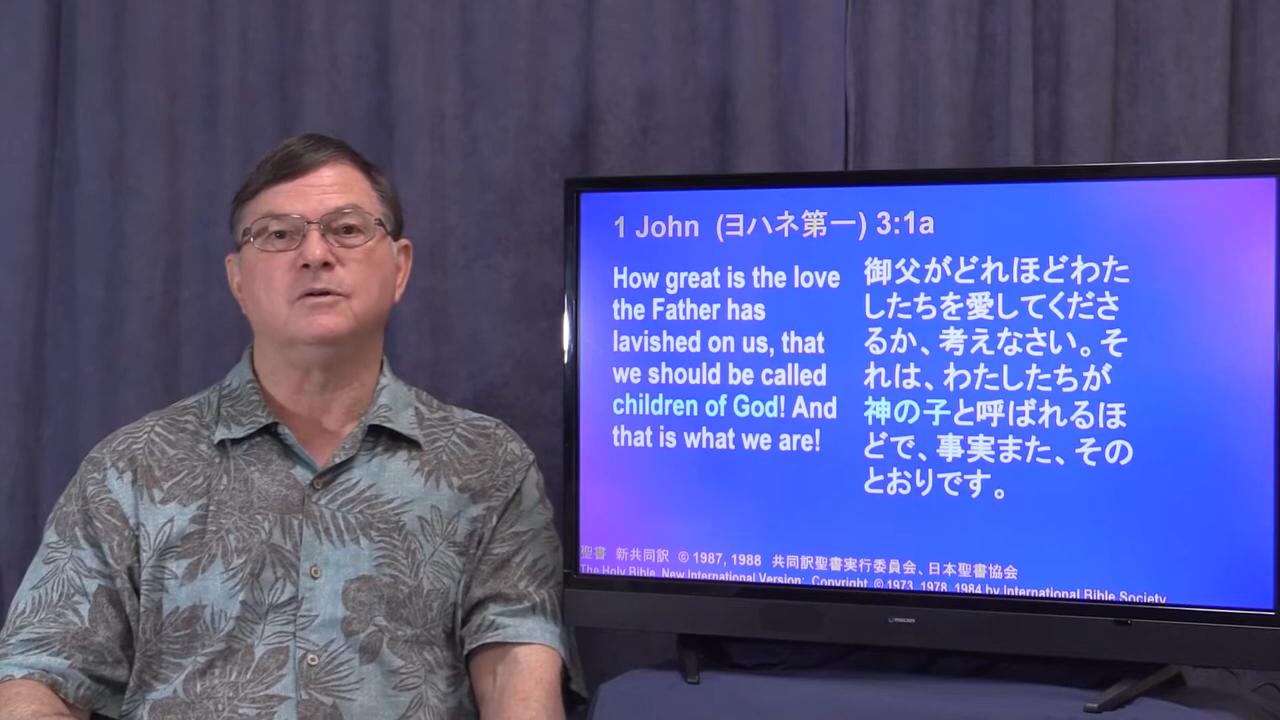 1 John (ヨハネ第一) 3:1a
How great is the love
the Father has
lavished on us, that
we should be called
children of God! And
that is what we are!
御父がどれほどわた
したちを愛してくださ
るか、考えなさい。そ
れは、わたしたちが
神の子と呼ばれるほ
どで、事実また、その
とおりです。
聖書 新共同訳 © 1987, 1988 共同訳聖書実行委員会、日本聖書協会
The Holy Bible, New International Version; Copyright © 1973, 1978, 1984 by International Bible Society